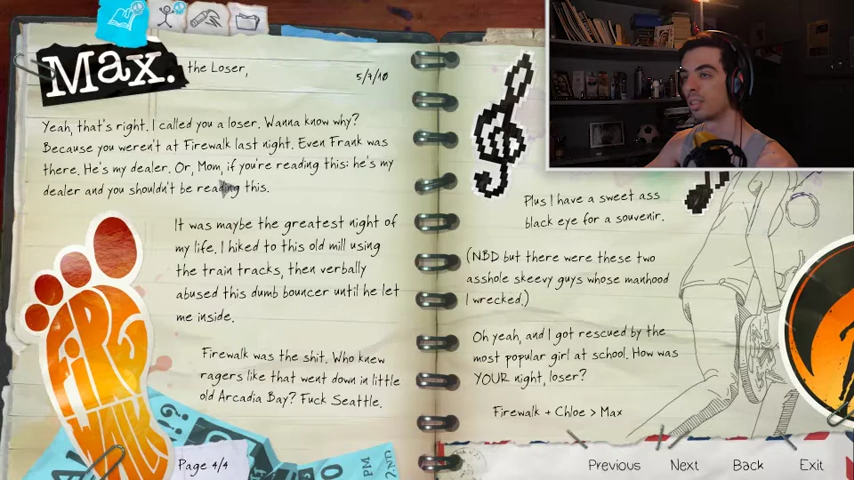 Max.
the Loser,
5/7/10
Yeah, that's right. I called you a loser. Wanna know why?
Because you weren't at Firewalk last night. Even Frank was
there. He's my dealer. Or, Mom, if you're reading this: he's my
dealer and you shouldn't be reading this.
It was maybe the greatest night of
my life. I hiked to this old mill using
the train tracks, then verbally
abused this dumb bouncer until he let
me inside.
Firewalk was the shit. Who knew
ragers like that went down in little
old Arcadia Bay? Fuck Seattle.
FiRE
WALK
Page 4/4
PM
2ND
Plus I have a sweet ass
black eye for a souvenir.
(NBD but there were these two
asshole skeevy guys whose manhood
I wrecked.)
Oh yeah, and I got rescued by the
most popular girl at school. How was
YOUR night, loser?
Firewalk + Chloe > Max
Previous Next Back Exit